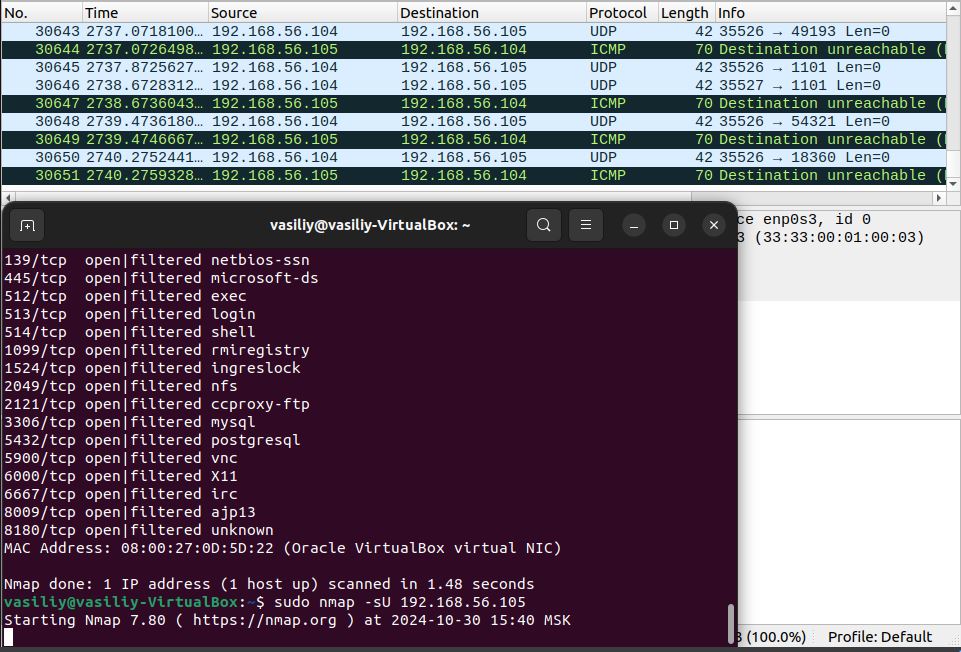 No. Time Source Destination Protocol Length Info
30643 2737.0718100… 192.168.56.104 192.168.56.105 UDP 42 35526 → 49193 Len=0
30644 2737.0726498… 192.168.56.105 192.168.56.104 ICMP 70 Destination unreachable (
30645 2737.8725627… 192.168.56.104 192.168.56.105 UDP 42 35526 → 1101 Len=0
30646 2738.6728312… 192.168.56.104 192.168.56.105 UDP 42 35527 → 1101 Len=0
30647 2738.6736043… 192.168.56.105 192.168.56.104 ICMP 70 Destination unreachable (
30648 2739.4736180… 192.168.56.104 192.168.56.105 UDP 42 35526 → 54321 Len=0
30649 2739.4746667… 192.168.56.105 192.168.56.104 ICMP 70 Destination unreachable (
30650 2740.2752441… 192.168.56.104 192.168.56.105 UDP 42 35526 → 18360 Len=0
30651 2740.2759328… 192.168.56.105 192.168.56.104 ICMP 70 Destination unreachable (
ce enp0s3, id 0
3 (33:33:00:01:00:03)
vasiliy@vasiliy-VirtualBox: ~
139/tcp open|filtered netbios-ssn
445/tcp open|filtered microsoft-ds
512/tcp open|filtered exec
513/tcp open|filtered login
514/tcp open|filtered shell
1099/tcp open|filtered rmiregistry
1524/tcp open|filtered ingreslock
2049/tcp open|filtered nfs
2121/tcp open|filtered ccproxy-ftp
3306/tcp open|filtered mysql
5432/tcp open|filtered postgresql
5900/tcp open|filtered vnc
6000/tcp open|filtered X11
6667/tcp open|filtered irc
8009/tcp open|filtered ajp13
8180/tcp open|filtered unknown
MAC Address: 08:00:27:0D:5D:22 (Oracle VirtualBox virtual NIC)
Nmap done: 1 IP address (1 host up) scanned in 1.48 seconds
vasiliy@vasiliy-VirtualBox:~$ sudo nmap -sU 192.168.56.105
Starting Nmap 7.80 ( https://nmap.org ) at 2024-10-30 15:40 MSK
3 (100.0%) Profile: Default